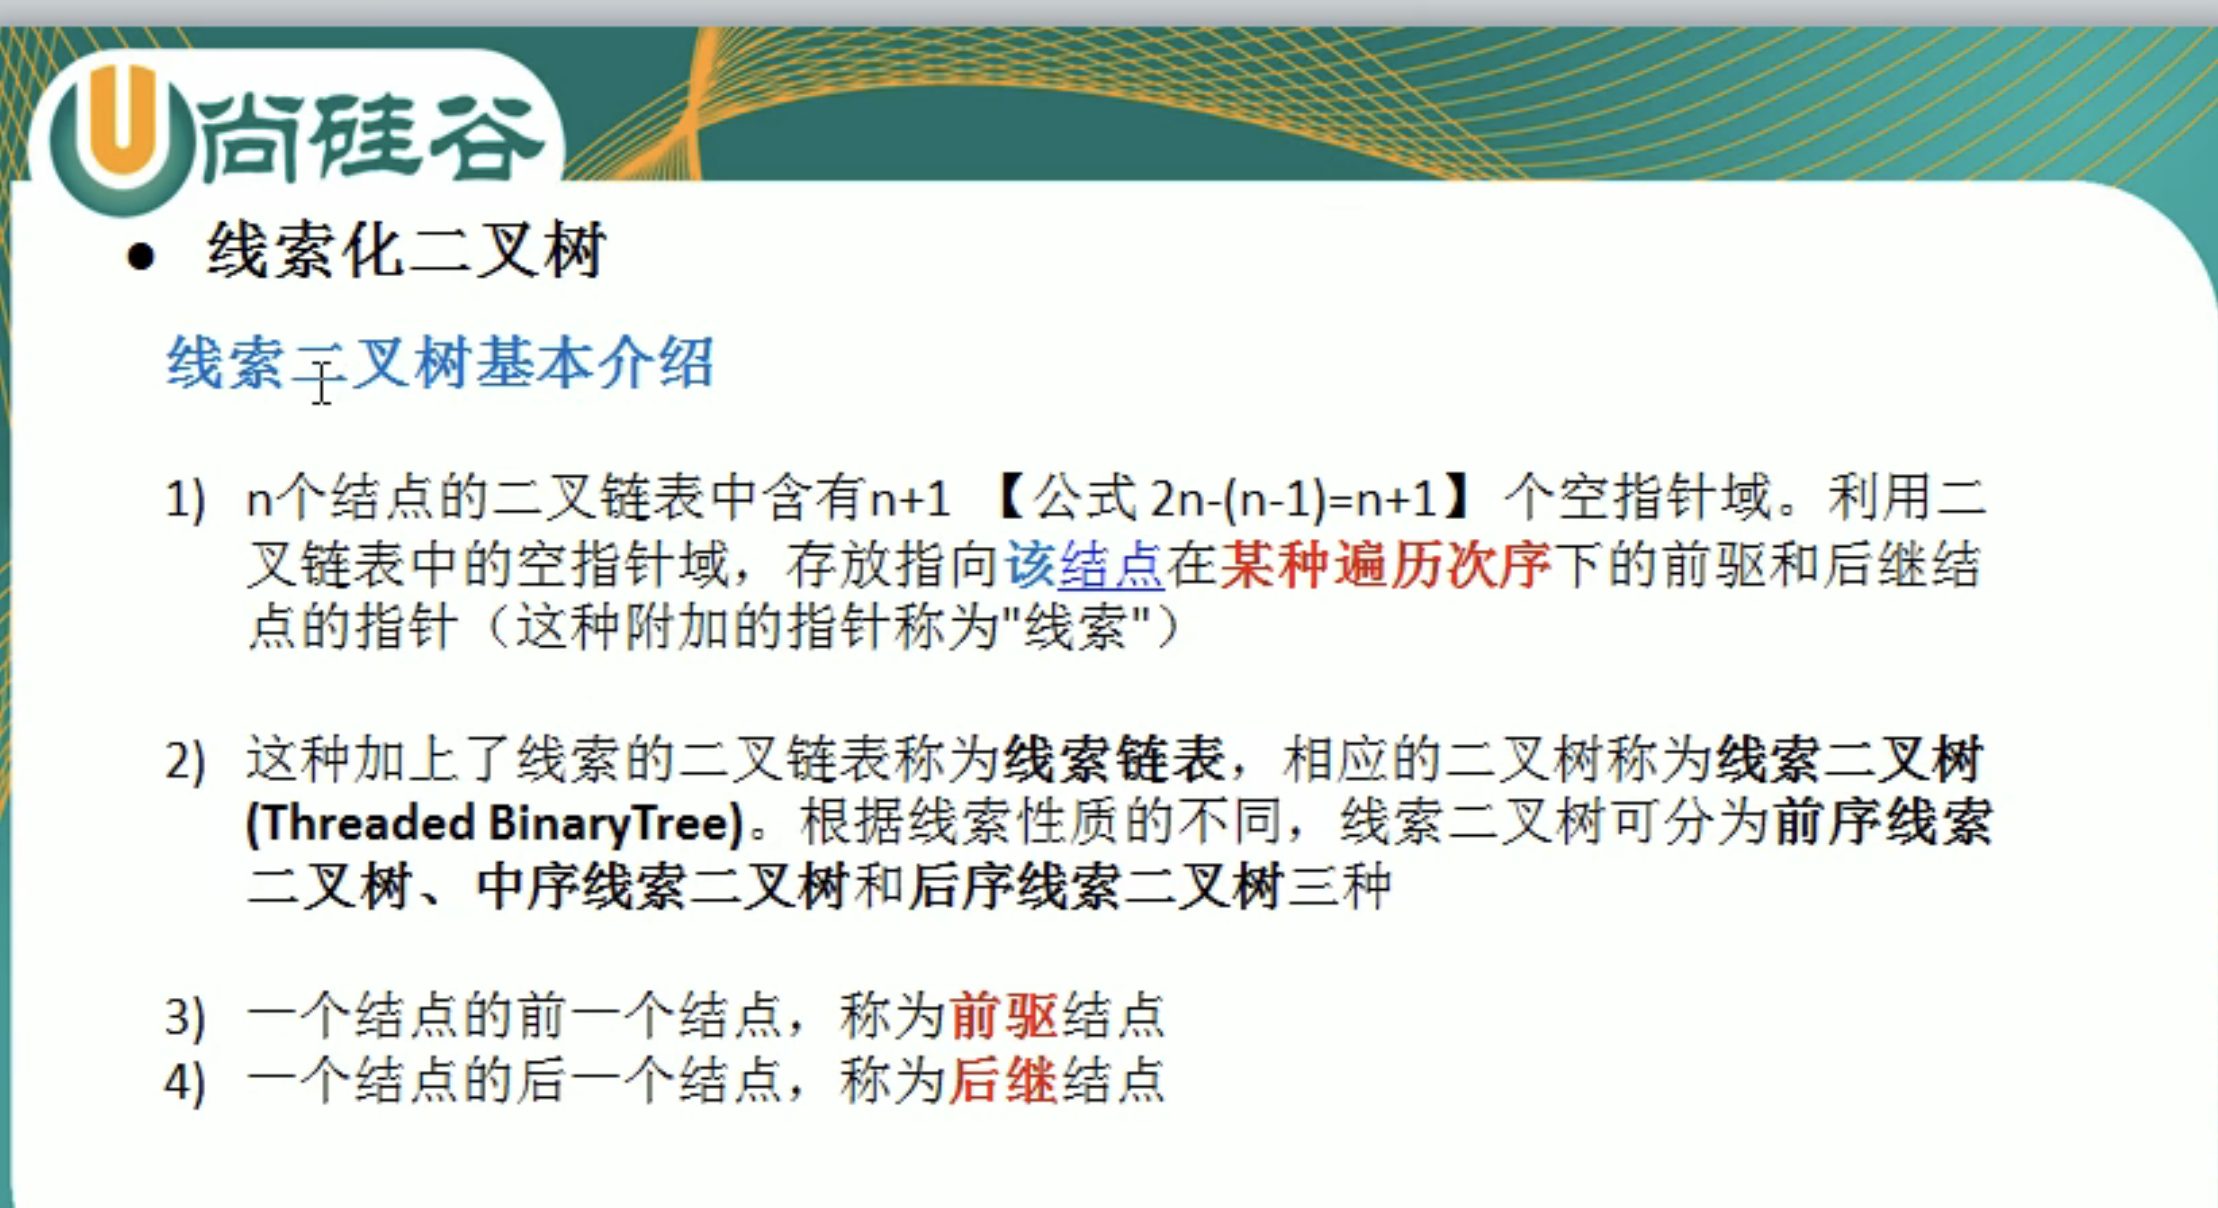 尚硅谷
• 线索化二叉树
线索二叉树基本介绍
1) n个结点的二叉链表中含有n+1 【公式 2n-(n-1)=n+1】 个空指针域。利用二
叉链表中的空指针域，存放指向该结点在某种遍历次序下的前驱和后继结
点的指针（这种附加的指针称为"线索"）
2) 这种加上了线索的二叉链表称为线索链表，相应的二叉树称为线索二叉树
(Threaded BinaryTree)。根据线索性质的不同，线索二叉树可分为前序线索
二叉树、中序线索二叉树和后序线索二叉树三种
3) 一个结点的前一个结点，称为前驱结点
4) 一个结点的后一个结点，称为后继结点